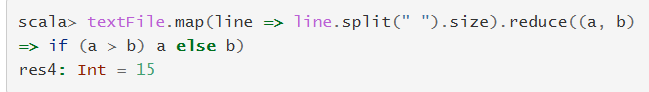 scala> textFile.map(line => line.split(" ").size).reduce((a, b)
=> if (a > b) a else b)
res4: Int = 15